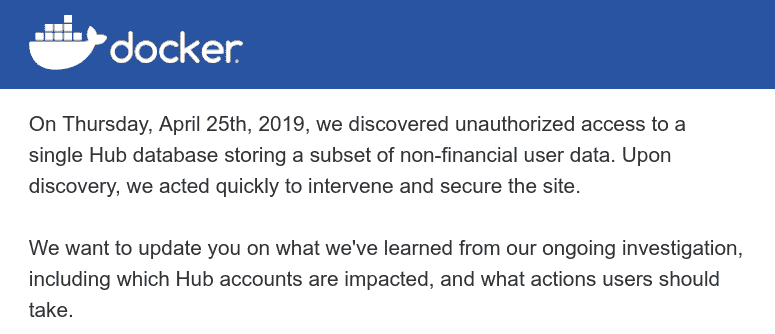 docker
On Thursday, April 25th, 2019, we discovered unauthorized access to a
single Hub database storing a subset of non-financial user data. Upon
discovery, we acted quickly to intervene and secure the site.
We want to update you on what we've learned from our ongoing investigation,
including which Hub accounts are impacted, and what actions users should
take.